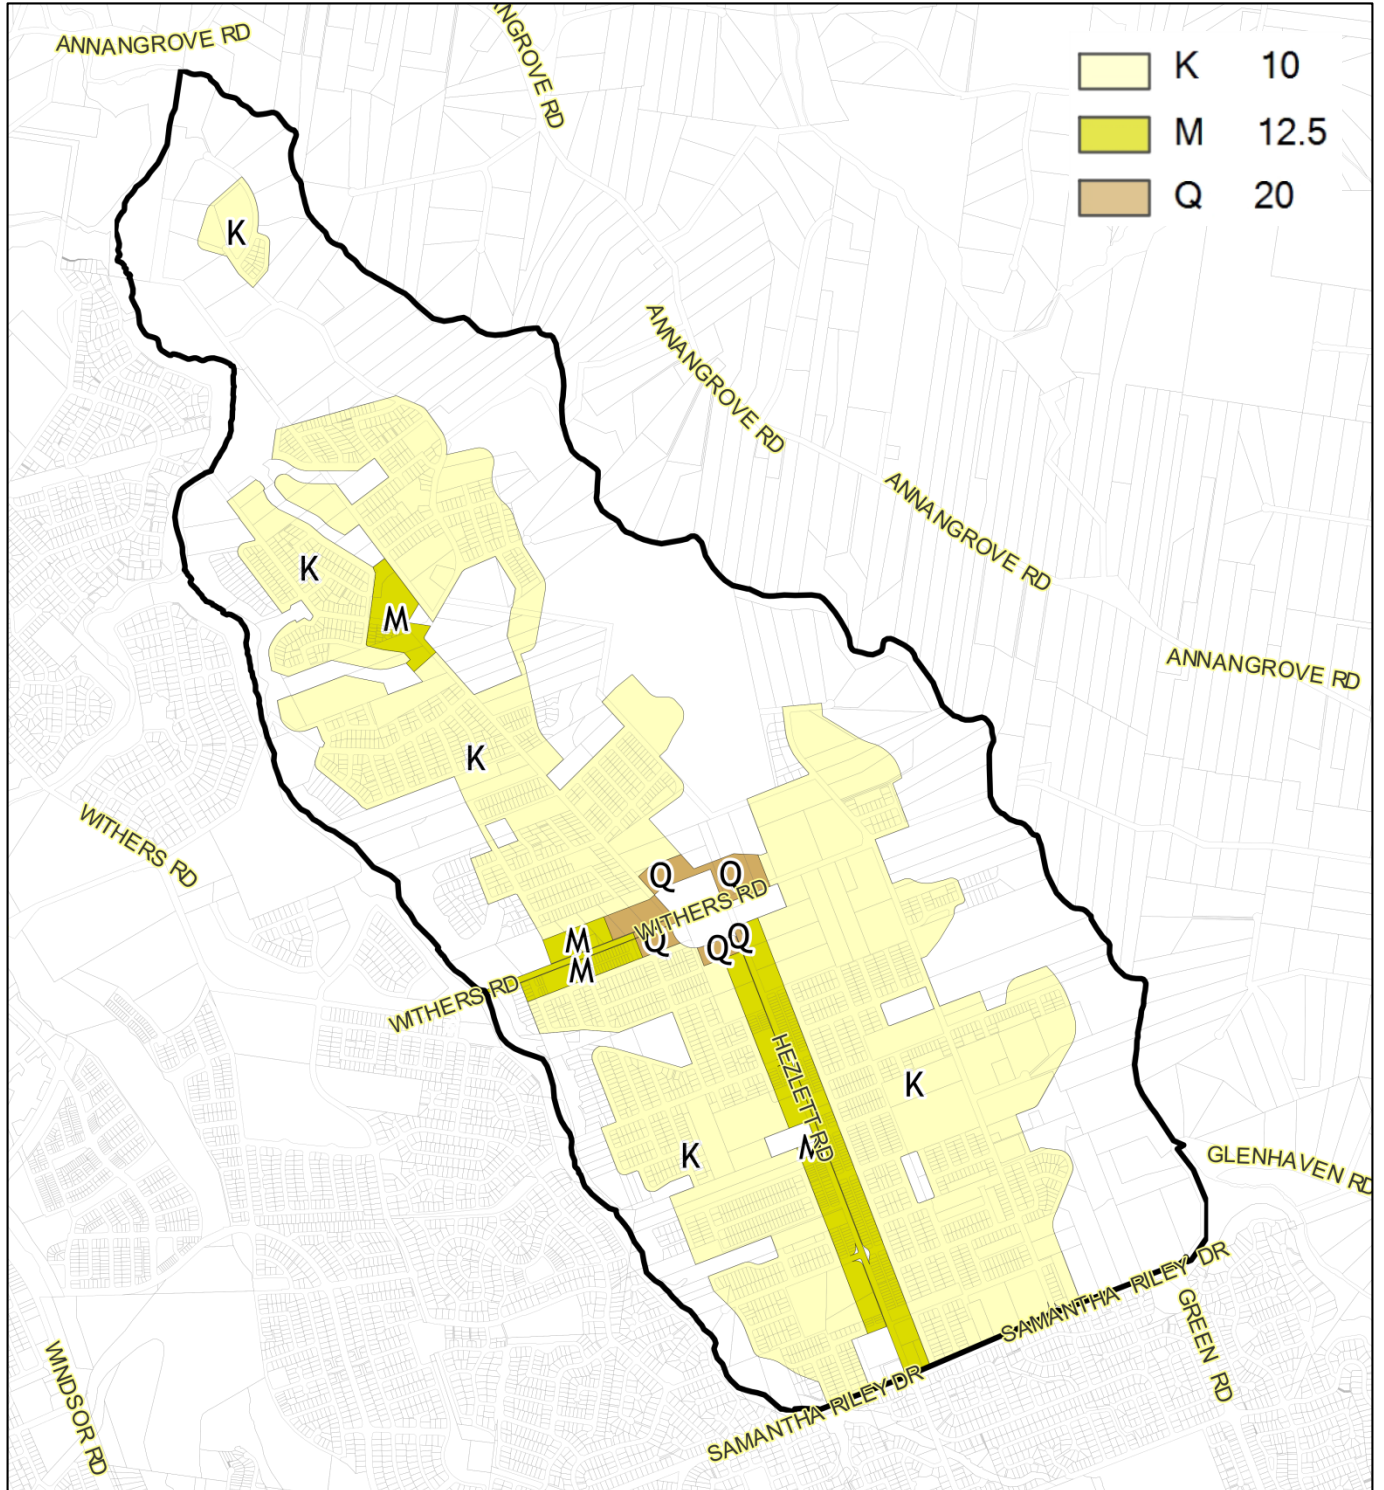 ANNANGROVE RD
NGROVE RD
K 10
M 12.5
Q 20
K
ANNANGROVE RD
ANNANGROVE RD
K
M
ANNANGROVE RD
K
WITHERS RD
Q
Q
WITHERS RD
M
Q
Q
Q
M
WITHERS RD
HEZLETT RD
K
M
K
GLENHAVEN RD
SAMANTHA RILEY DR
GREEN RD
WINDSOR RD
SAMANTHA RILEY DR